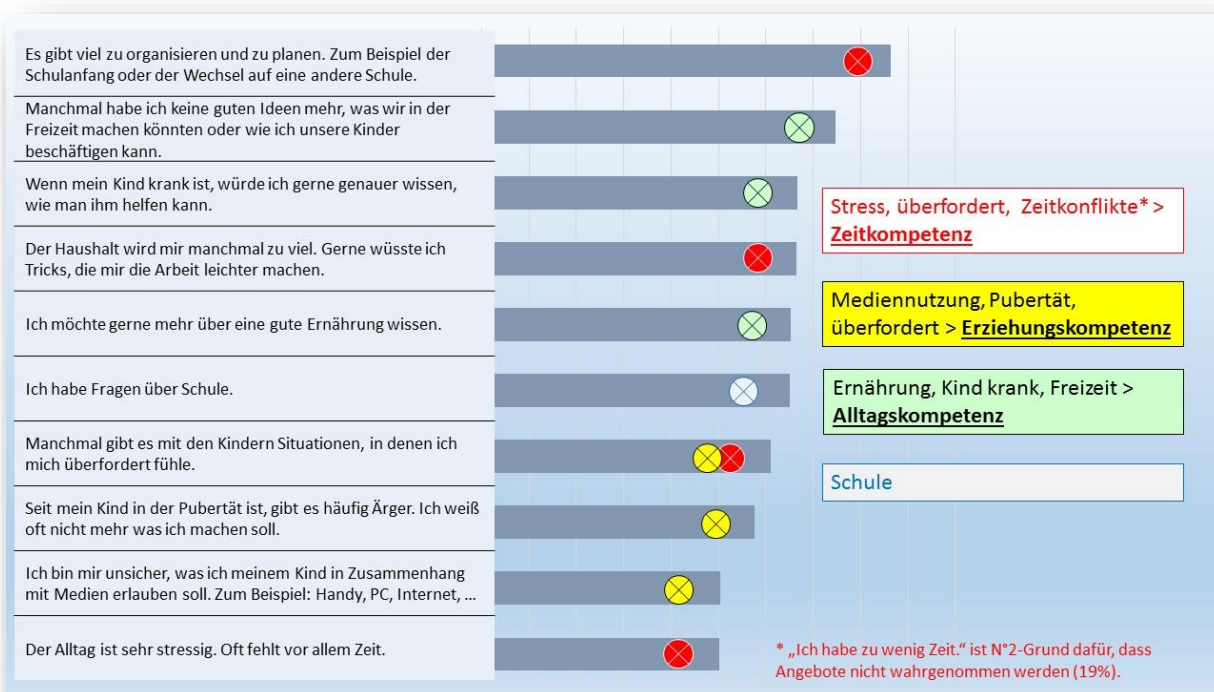 Es gibt viel zu organisieren und zu planen. Zum Beispiel der
Schulanfang oder der Wechsel auf eine andere Schule.
Manchmal habe ich keine guten Ideen mehr, was wir in der
Freizeit machen könnten oder wie ich unsere Kinder
beschäftigen kann.
Wenn mein Kind krank ist, würde ich gerne genauer wissen,
wie man ihm helfen kann.
Der Haushalt wird mir manchmal zu viel. Gerne wüsste ich
Tricks, die mir die Arbeit leichter machen.
Ich möchte gerne mehr über eine gute Ernährung wissen.
Ich habe Fragen über Schule.
Manchmal gibt es mit den Kindern Situationen, in denen ich
mich überfordert fühle.
Seit mein Kind in der Pubertät ist, gibt es häufig Ärger. Ich weiß
oft nicht mehr was ich machen soll.
Ich bin mir unsicher, was ich meinem Kind in Zusammenhang
mit Medien erlauben soll. Zum Beispiel: Handy, PC, Internet, …
Der Alltag ist sehr stressig. Oft fehlt vor allem Zeit.
Stress, überfordert, Zeitkonflikte* >
Zeitkompetenz
Mediennutzung, Pubertät,
überfordert > Erziehungskompetenz
Ernährung, Kind krank, Freizeit >
Alltagskompetenz
Schule
* „Ich habe zu wenig Zeit.“ ist N°2-Grund dafür, dass
Angebote nicht wahrgenommen werden (19%).